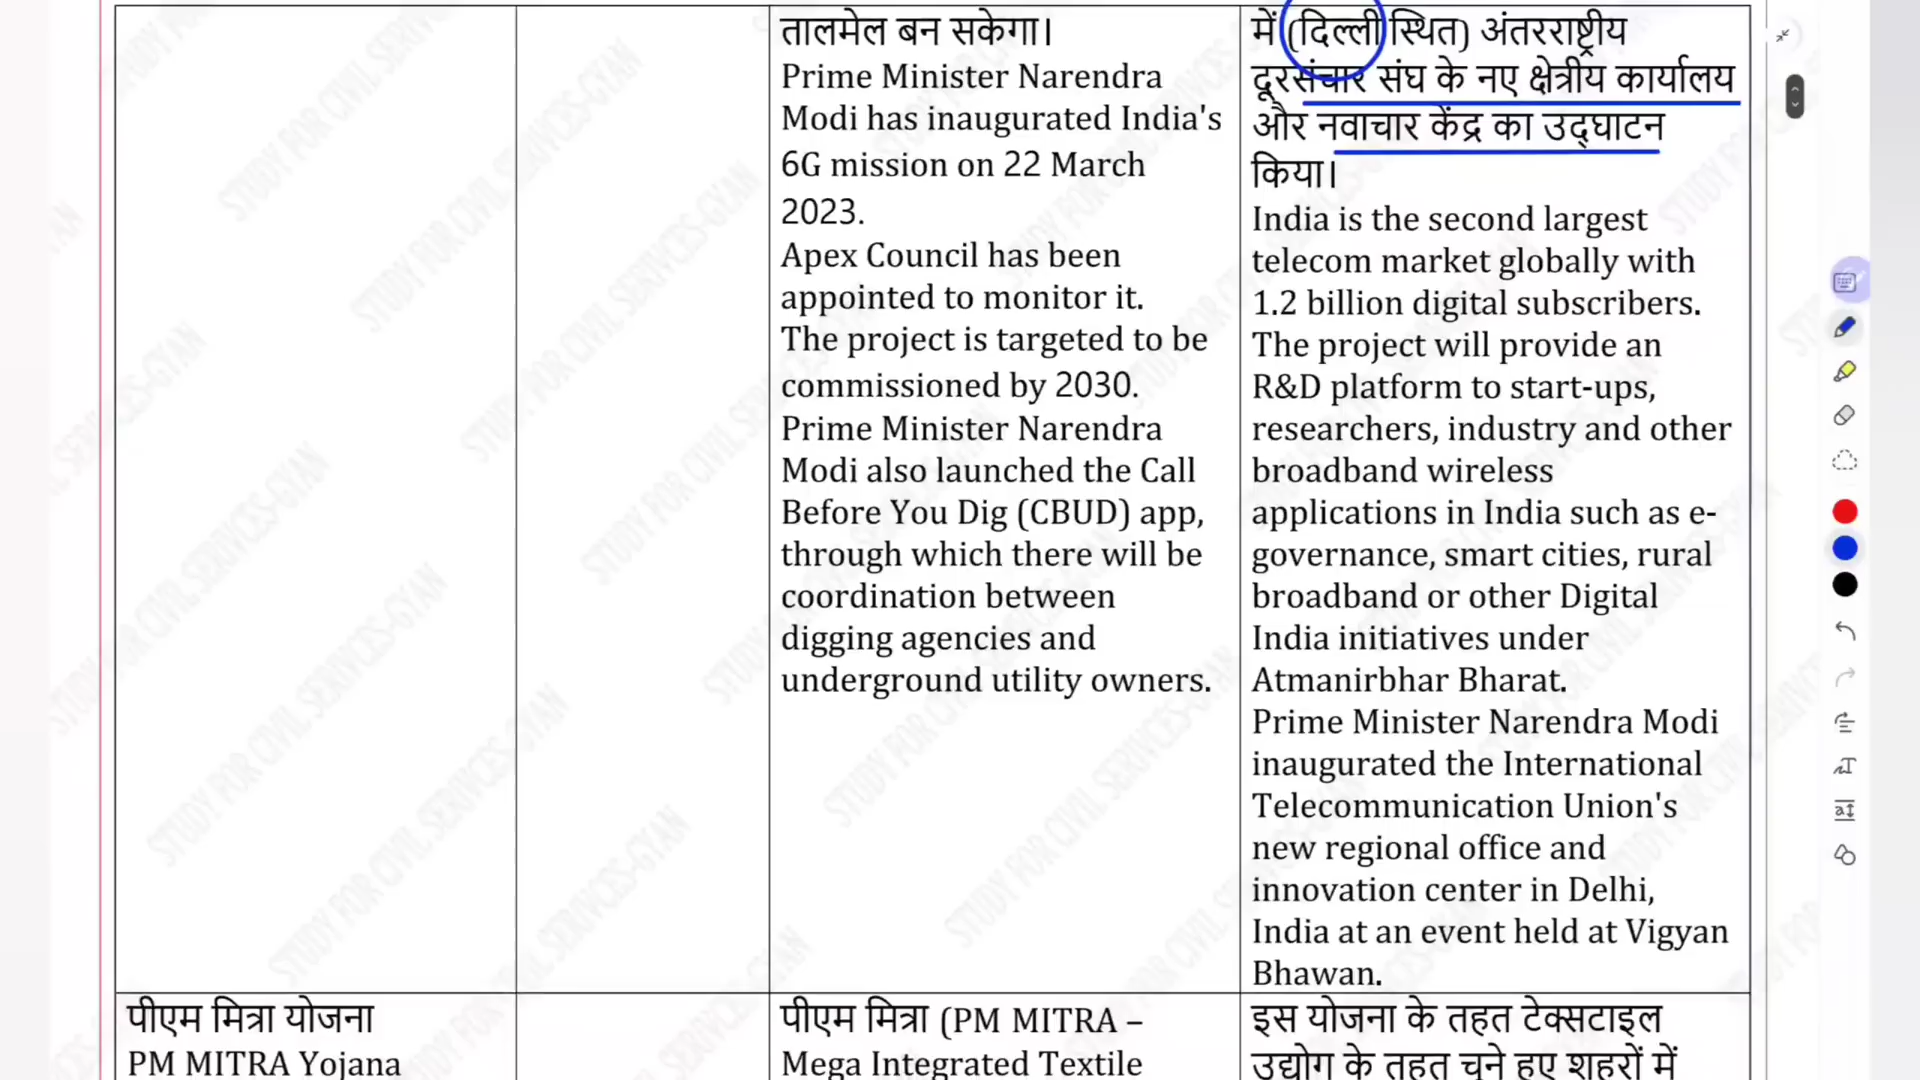 तालमेल बन सकेगा।
Prime Minister Narendra
Modi has inaugurated India's
6G mission on 22 March
2023.
Apex Council has been
appointed to monitor it.
The project is targeted to be
commissioned by 2030.
Prime Minister Narendra
Modi also launched the Call
Before You Dig (CBUD) app,
through which there will be
coordination between
digging agencies and
underground utility owners.
में (दिल्ली स्थित) अंतरराष्ट्रीय
दूरसंचार संघ के नए क्षेत्रीय कार्यालय
और नवाचार केंद्र का उद्घाटन
किया।
India is the second largest
telecom market globally with
1.2 billion digital subscribers.
The project will provide an
R&D platform to start-ups,
researchers, industry and other
broadband wireless
applications in India such as e-
governance, smart cities, rural
broadband or other Digital
India initiatives under
Atmanirbhar Bharat.
Prime Minister Narendra Modi
inaugurated the International
Telecommunication Union's
new regional office and
innovation center in Delhi,
India at an event held at Vigyan
Bhawan.
पीएम मित्रा योजना
PM MITRA Yojana
पीएम मित्रा (PM MITRA –
Mega Integrated Textile
इस योजना के तहत टेक्सटाइल
उद्योग के तहत चुने हुए शहरों में
STUDY FOR CIVIL SERIVCES-GYAN